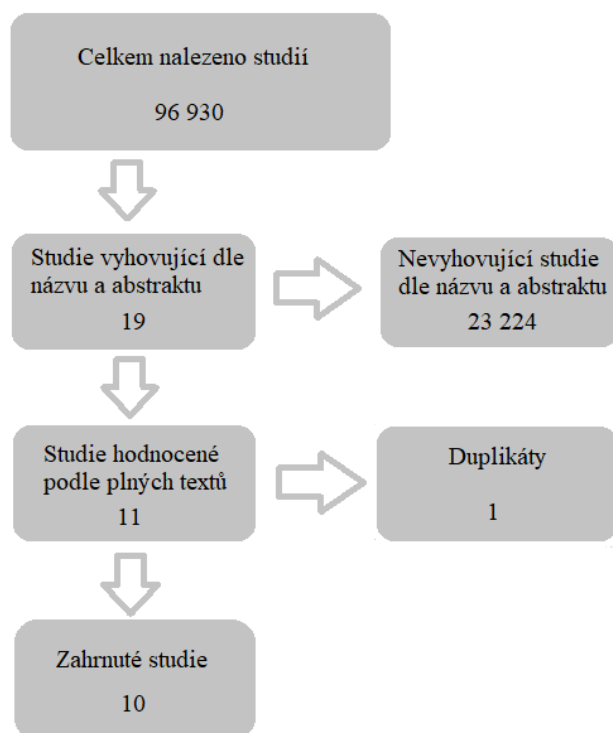 Celkem nalezeno studií
96 930
Studie vyhovující dle
názvu a abstraktu
19
Nevyhovující studie
dle názvu a abstraktu
23 224
Studie hodnocené
podle plných textů
11
Duplikáty
1
Zahrnuté studie
10